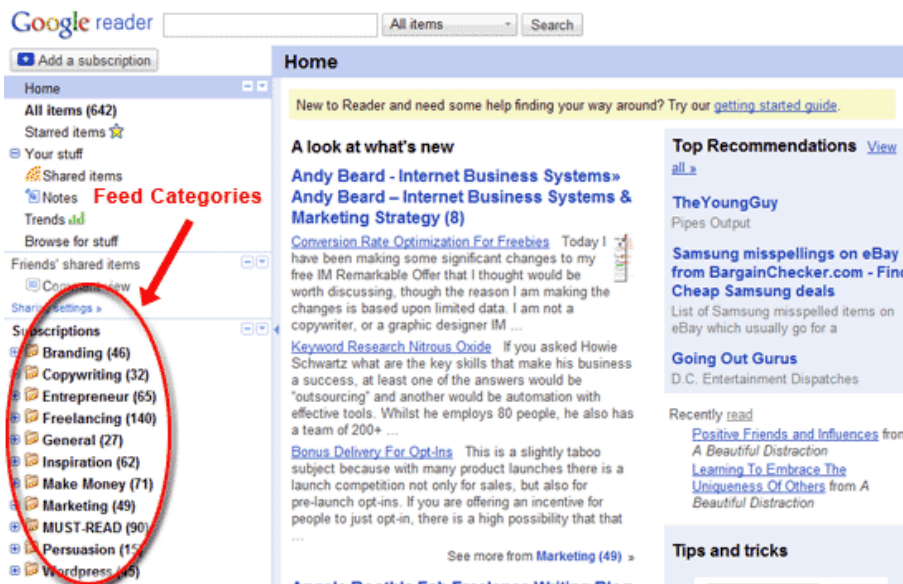 Google reader
All items
Search
Add a subscription
Home
All items (642)
Starred items
Your stuff
Shared items
Notes
Trends
Browse for stuff
Friends' shared items
Comment view
Sharing settings »
Feed Categories
Subscriptions
Branding (46)
Copywriting (32)
Entrepreneur (65)
Freelancing (140)
General (27)
Inspiration (62)
Make Money (71)
Marketing (49)
MUST-READ (90)
Persuasion
Wordpress
Home
New to Reader and need some help finding your way around? Try our getting started guide.
A look at what's new
Andy Beard - Internet Business Systems»
Andy Beard – Internet Business Systems &
Marketing Strategy (8)
Conversion Rate Optimization For Freebies Today I
have been making some significant changes to my
free IM Remarkable Offer that I thought would be
worth discussing, though the reason I am making the
changes is based upon limited data. I am not a
copywriter, or a graphic designer IM ...
Keyword Research Nitrous Oxide If you asked Howie
Schwartz what are the key skills that make his business
a success, at least one of the answers would be
"outsourcing" and another would be automation with
effective tools. Whilst he employs 80 people, he also has
a team of 200+ ...
Bonus Delivery For Opt-Ins This is a slightly taboo
subject because with many product launches there is a
launch competition not only for sales, but also for
pre-launch opt-ins. If you are offering an incentive for
people to just opt-in, there is a high possibility that that
...
See more from Marketing (49) »
Top Recommendations View
all »
TheYoungGuy
Pipes Output
Samsung misspellings on eBay
from BargainChecker.com - Find
Cheap Samsung deals
List of Samsung misspelled items on
eBay which usually go for a
Going Out Gurus
D.C. Entertainment Dispatches
Recently read
Positive Friends and Influences from
A Beautiful Distraction
Learning To Embrace The
Uniqueness Of Others from A
Beautiful Distraction
Tips and tricks